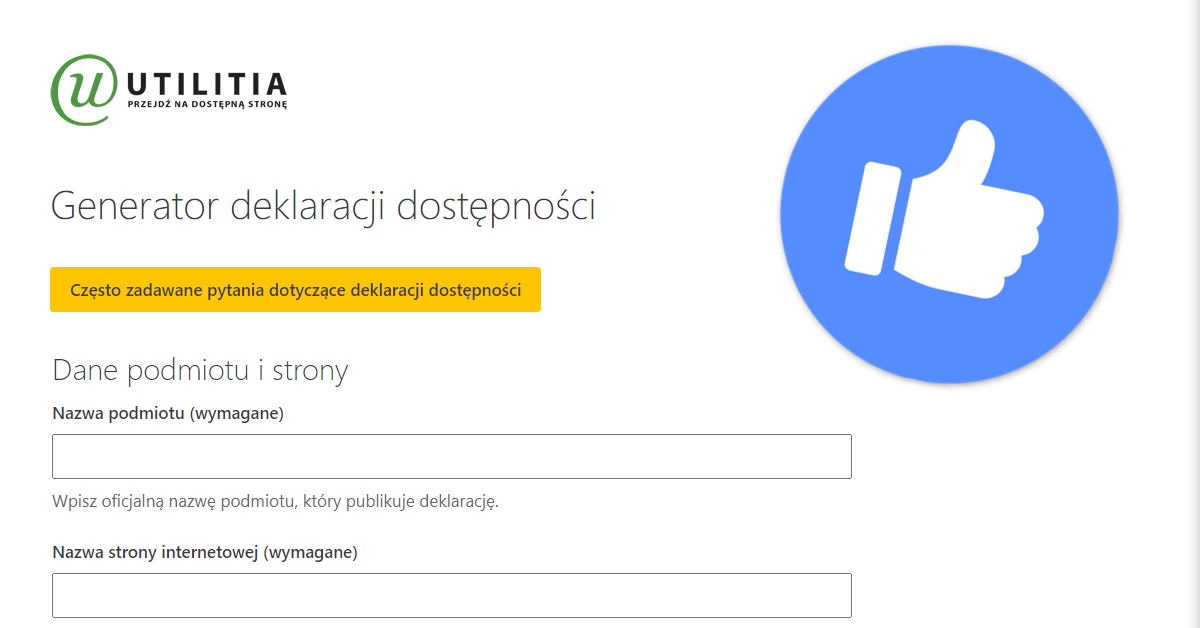 UTILITIA
PRZEJDŹ NA DOSTĘPNĄ STRONĘ
Generator deklaracji dostępności
Często zadawane pytania dotyczące deklaracji dostępności
Dane podmiotu i strony
Nazwa podmiotu (wymagane)
Wpisz oficjalną nazwę podmiotu, który publikuje deklarację.
Nazwa strony internetowej (wymagane)